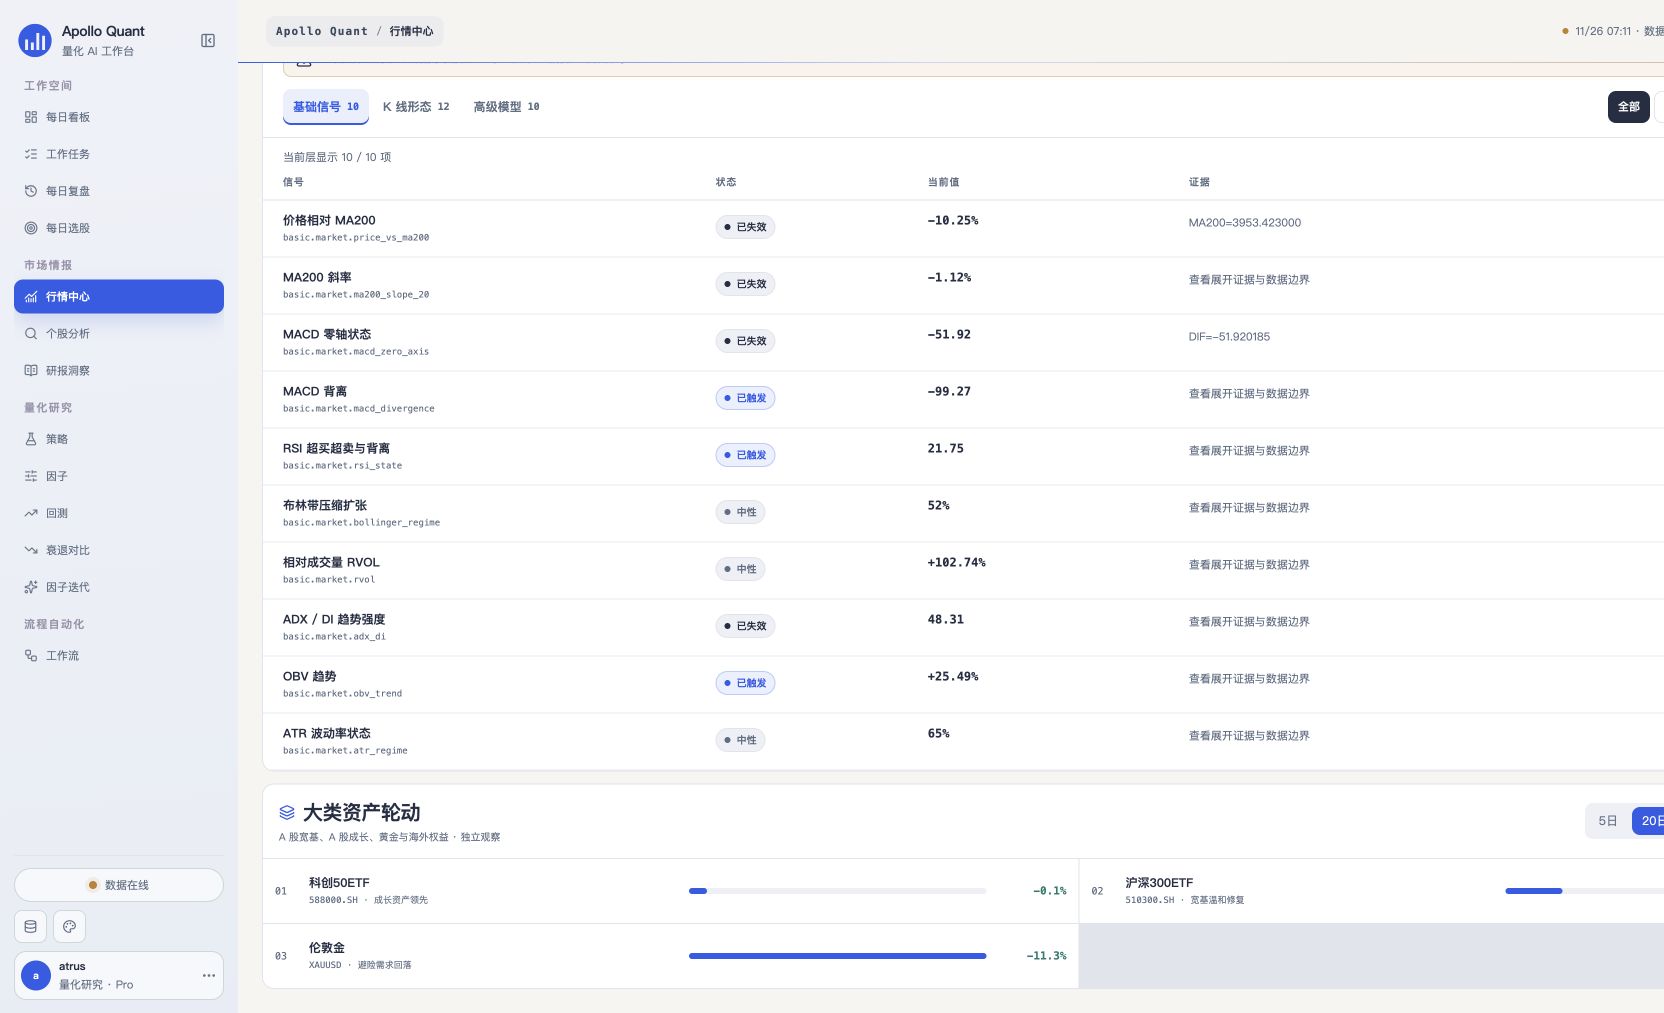 Apollo Quant
量化 AI 工作台
工作空间
每日看板
工作任务
每日复盘
每日选股
市场情报
行情中心
个股分析
研报洞察
量化研究
策略
因子
回测
衰退对比
因子迭代
流程自动化
工作流
数据在线
a
atrus
量化研究 · Pro
Apollo Quant / 行情中心
11/26 07:11 · 数据
基础信号 10 K 线形态 12 高级模型 10
全部
当前层显示 10 / 10 项
信号 状态 当前值 证据
价格相对 MA200 已失效 -10.25% MA200=3953.423000
basic.market.price_vs_ma200
MA200 斜率 已失效 -1.12% 查看展开证据与数据边界
basic.market.ma200_slope_20
MACD 零轴状态 已失效 -51.92 DIF=-51.920185
basic.market.macd_zero_axis
MACD 背离 已触发 -99.27 查看展开证据与数据边界
basic.market.macd_divergence
RSI 超买超卖与背离 已触发 21.75 查看展开证据与数据边界
basic.market.rsi_state
布林带压缩扩张 中性 52% 查看展开证据与数据边界
basic.market.bollinger_regime
相对成交量 RVOL 中性 +102.74% 查看展开证据与数据边界
basic.market.rvol
ADX / DI 趋势强度 已失效 48.31 查看展开证据与数据边界
basic.market.adx_di
OBV 趋势 已触发 +25.49% 查看展开证据与数据边界
basic.market.obv_trend
ATR 波动率状态 中性 65% 查看展开证据与数据边界
basic.market.atr_regime
大类资产轮动
A 股宽基、A 股成长、黄金与海外权益 · 独立观察
5日 20日
01 科创50ETF -0.1%
588000.SH · 成长资产领先
02 沪深300ETF
510300.SH · 宽基温和修复
03 伦敦金 -11.3%
XAUUSD · 避险需求回落